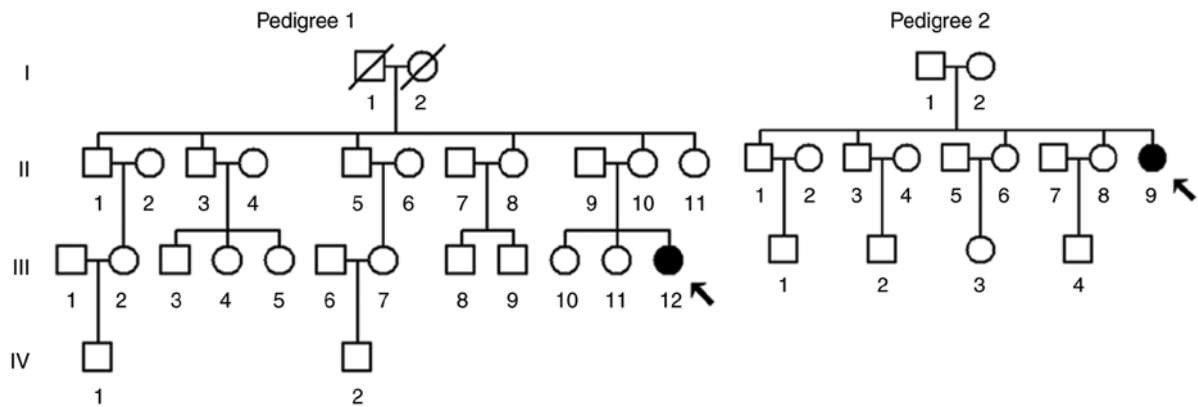 Pedigree 1
Pedigree 2
I
1 2
1 2
II
1 2 3 4 5 6 7 8 9 10 11
1 2 3 4 5 6 7 8 9
III
1 2 3 4 5 6 7 8 9 10 11 12
1 2 3 4
IV
1 2